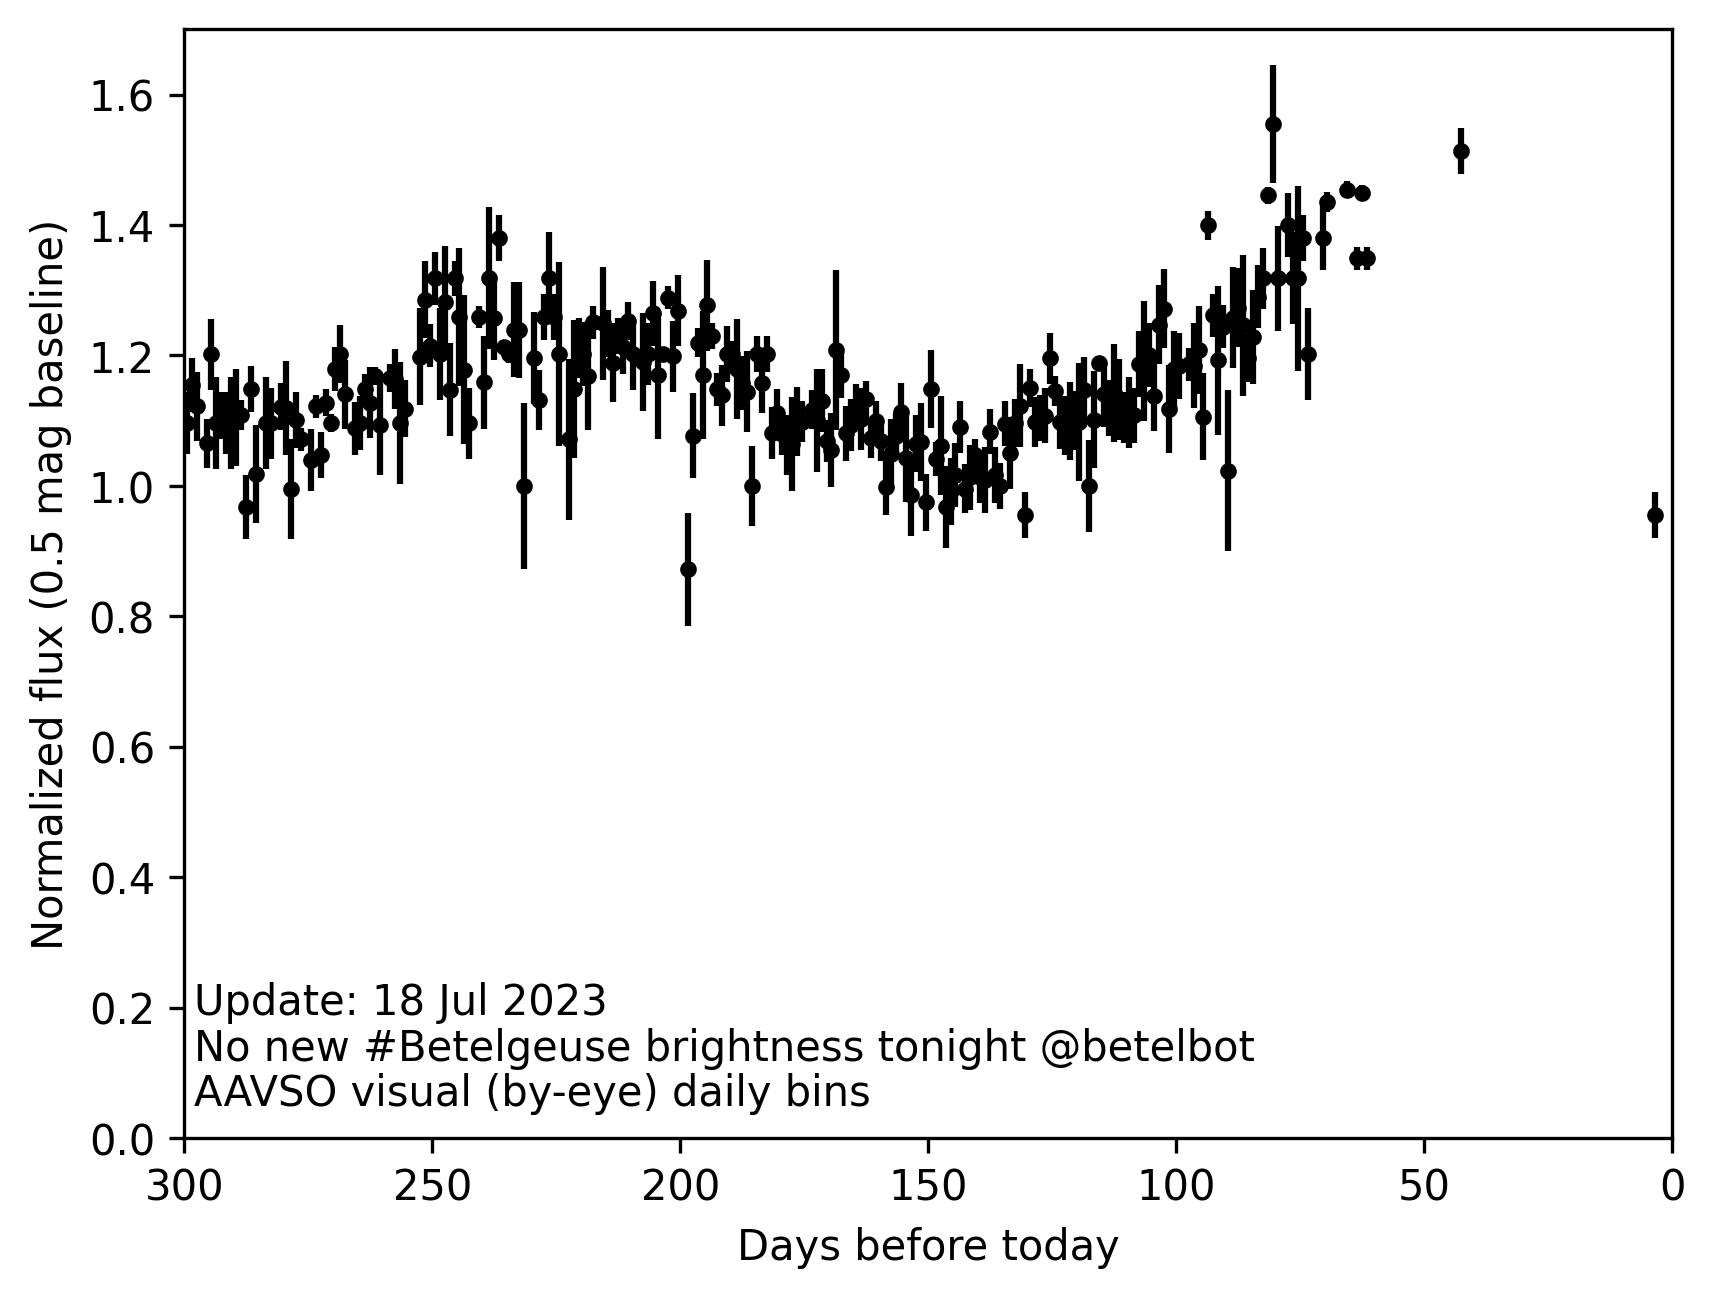 1.6
1.4
1.2
1.0
0.8
0.6
0.4
0.2
0.0
Normalized flux (0.5 mag baseline)
Update: 18 Jul 2023
No new #Betelgeuse brightness tonight @betelbot
AAVSO visual (by-eye) daily bins
300 250 200 150 100 50 0
Days before today